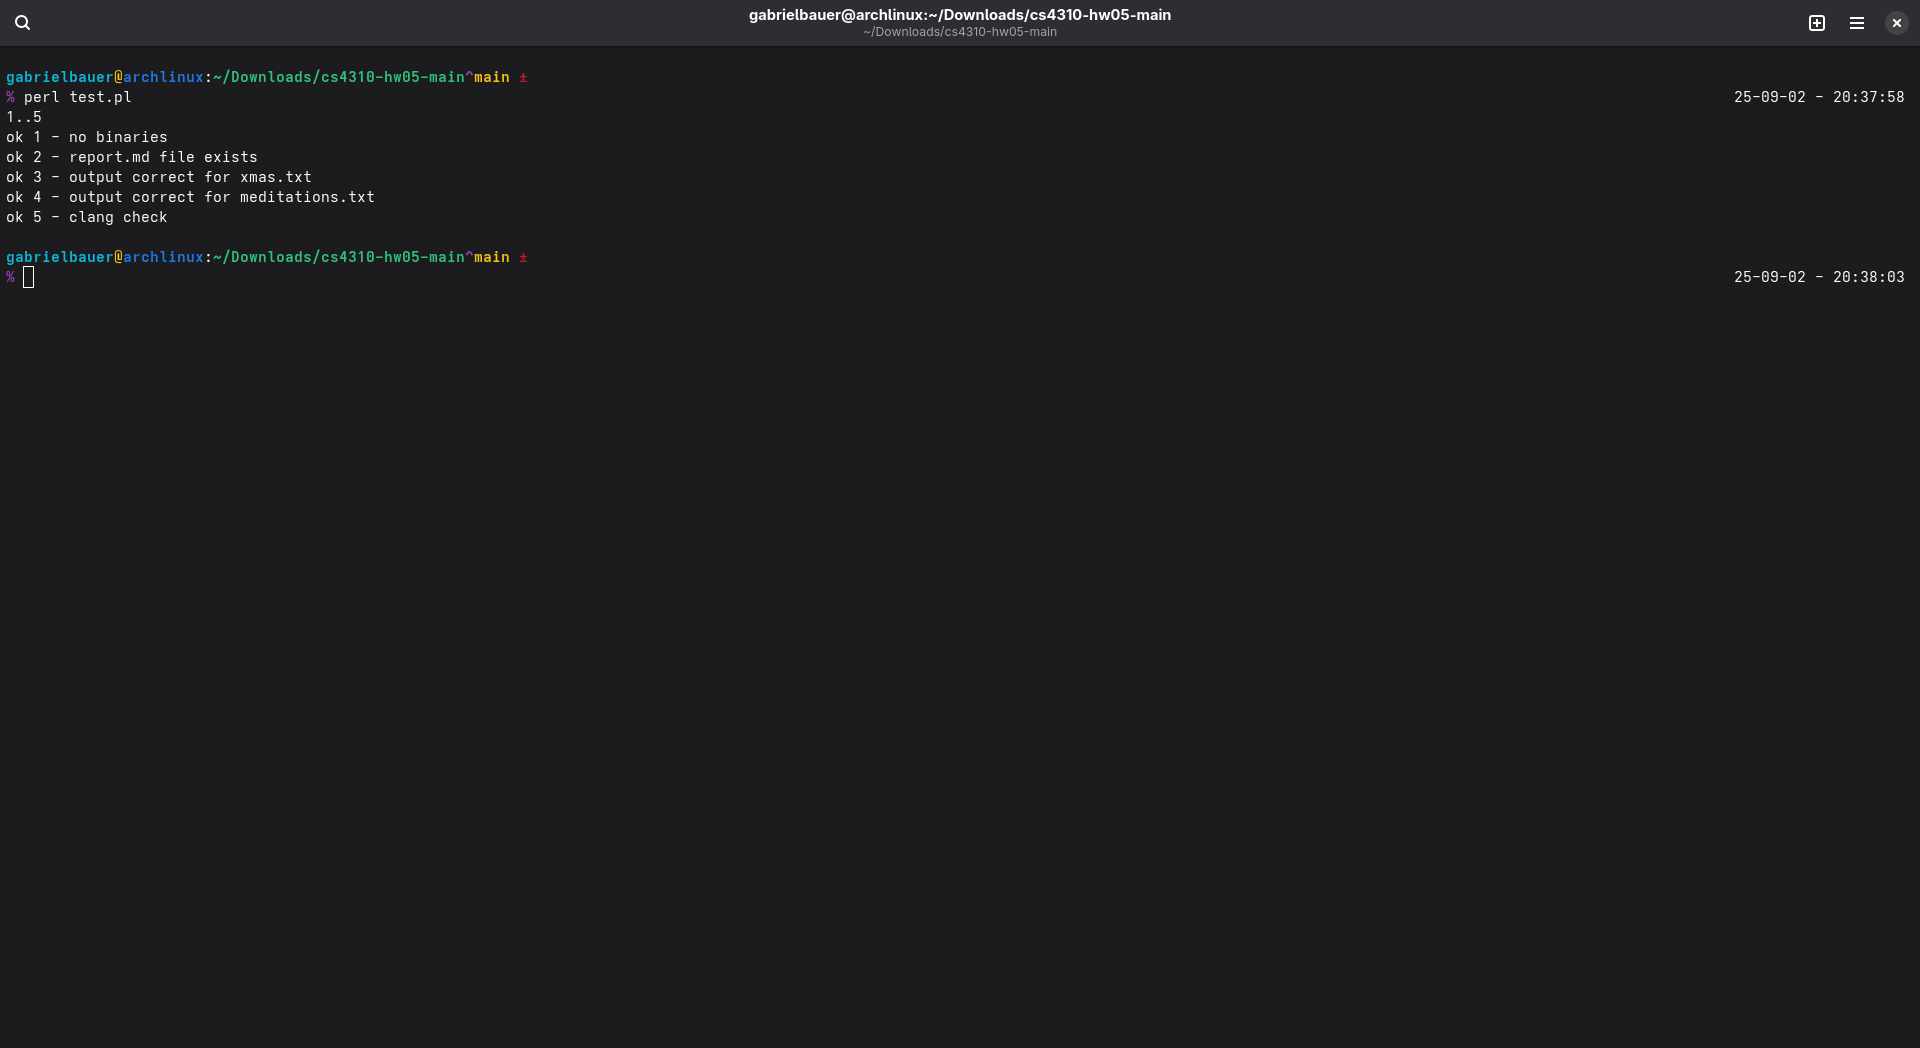 gabrielbauer@archlinux:~/Downloads/cs4310-hw05-main
~/Downloads/cs4310-hw05-main
gabrielbauer@archlinux:~/Downloads/cs4310-hw05-main^main ±
% perl test.pl 25-09-02 - 20:37:58
1..5
ok 1 - no binaries
ok 2 - report.md file exists
ok 3 - output correct for xmas.txt
ok 4 - output correct for meditations.txt
ok 5 - clang check
gabrielbauer@archlinux:~/Downloads/cs4310-hw05-main^main ±
% 25-09-02 - 20:38:03